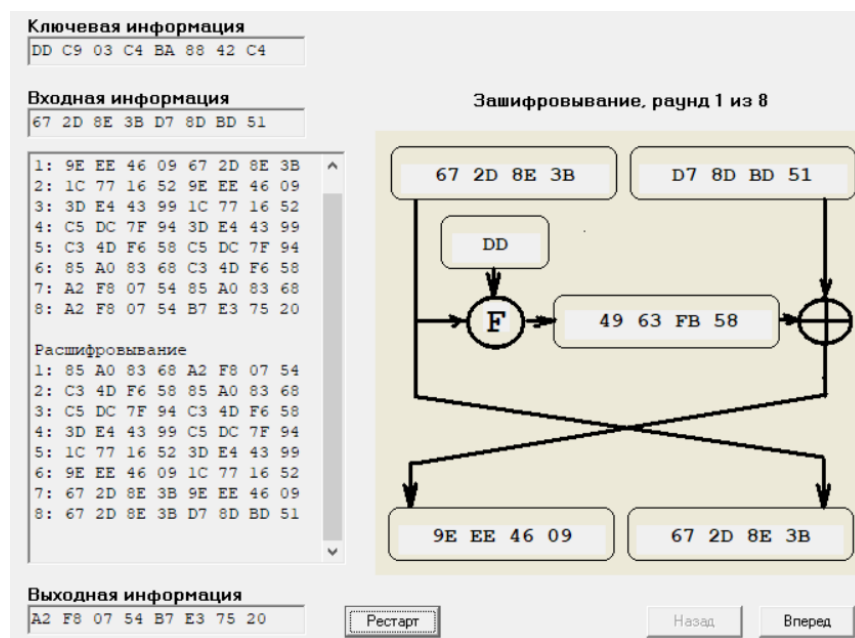 Ключевая информация
DD C9 03 C4 BA 88 42 C4
Входная информация
67 2D 8E 3B D7 8D BD 51
1: 9E EE 46 09 67 2D 8E 3B
2: 1C 77 16 52 9E EE 46 09
3: 3D E4 43 99 1C 77 16 52
4: C5 DC 7F 94 3D E4 43 99
5: C3 4D F6 58 C5 DC 7F 94
6: 85 A0 83 68 C3 4D F6 58
7: A2 F8 07 54 85 A0 83 68
8: A2 F8 07 54 B7 E3 75 20
Расшифровывание
1: 85 A0 83 68 A2 F8 07 54
2: C3 4D F6 58 85 A0 83 68
3: C5 DC 7F 94 C3 4D F6 58
4: 3D E4 43 99 C5 DC 7F 94
5: 1C 77 16 52 3D E4 43 99
6: 9E EE 46 09 1C 77 16 52
7: 67 2D 8E 3B 9E EE 46 09
8: 67 2D 8E 3B D7 8D BD 51
Выходная информация
A2 F8 07 54 B7 E3 75 20
Зашифровывание, раунд 1 из 8
67 2D 8E 3B
D7 8D BD 51
DD
F
49 63 FB 58
9E EE 46 09
67 2D 8E 3B
Рестарт
Назад
Вперед